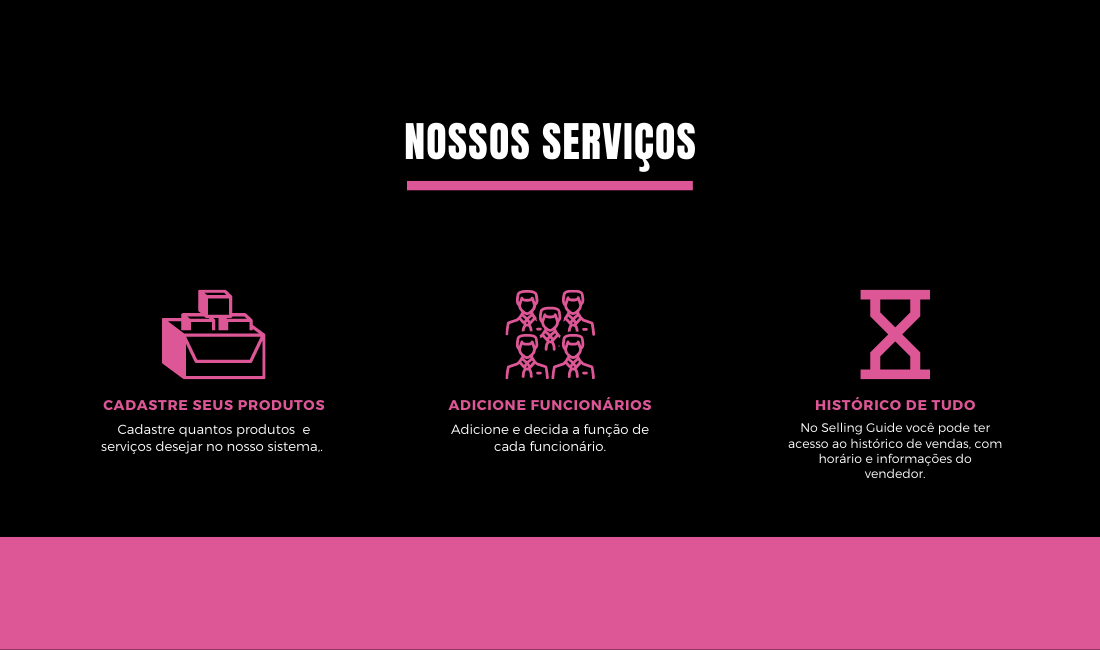 NOSSOS SERVIÇOS
CADASTRE SEUS PRODUTOS
Cadastre quantos produtos  e
serviços desejar no nosso sistema,.
ADICIONE FUNCIONÁRIOS
Adicione e decida a função de
cada funcionário.
HISTÓRICO DE TUDO
No Selling Guide você pode ter
acesso ao histórico de vendas, com
horário e informações do
vendedor.